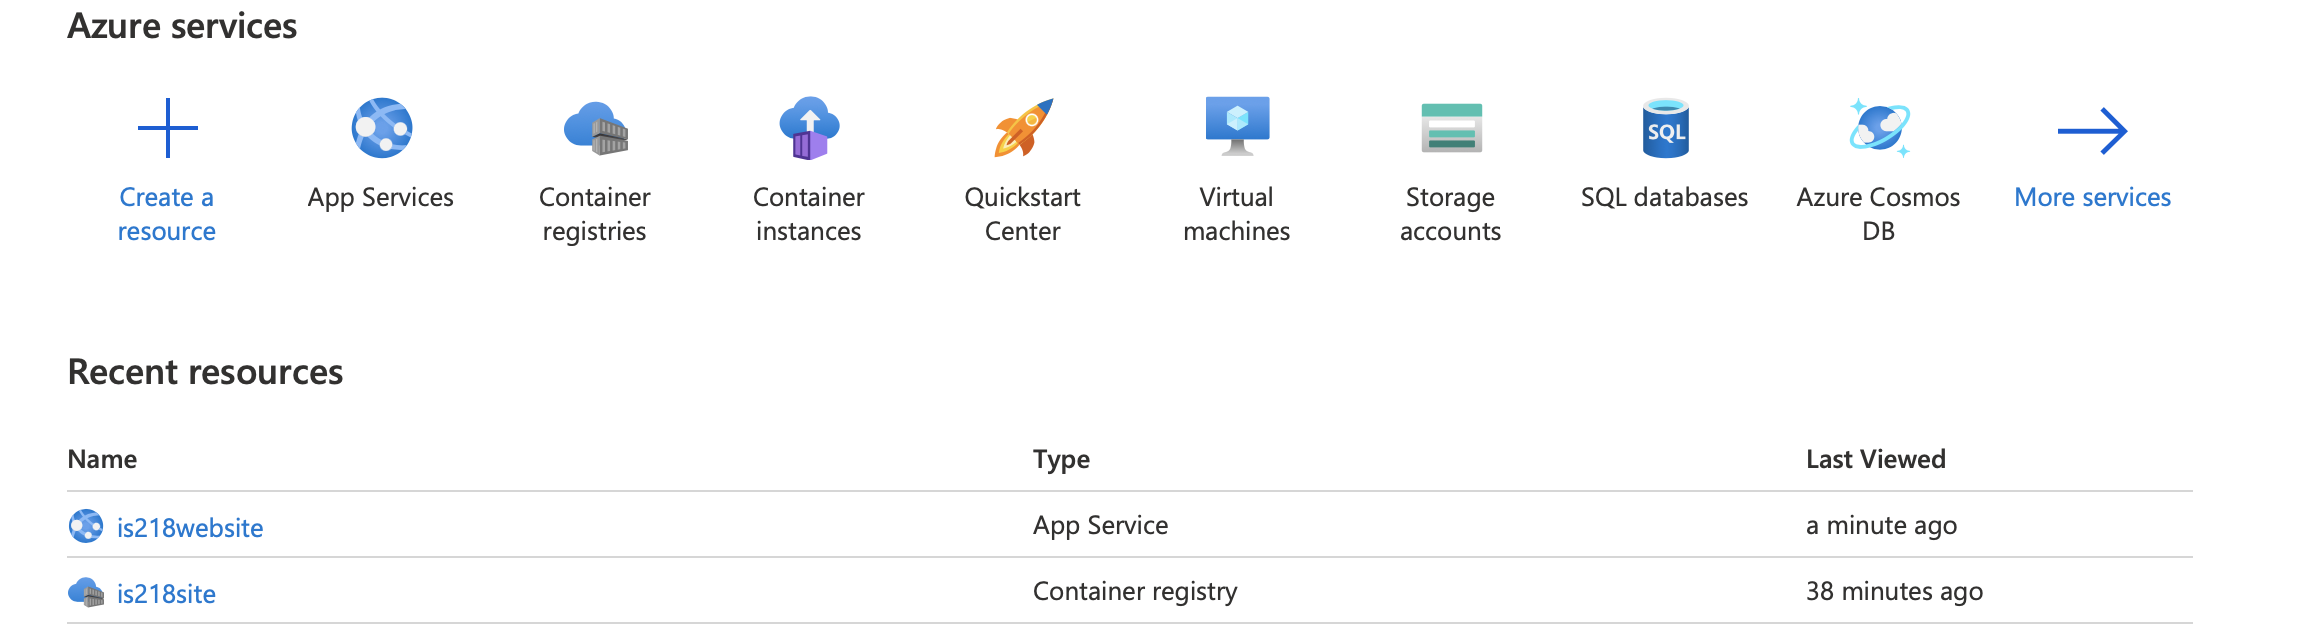 Azure services
Create a
resource
App Services
Container
registries
Container
instances
Quickstart
Center
Virtual
machines
Storage
accounts
SQL
SQL databases
Azure Cosmos
DB
More services
Recent resources
Name Type Last Viewed
is218website App Service a minute ago
is218site Container registry 38 minutes ago